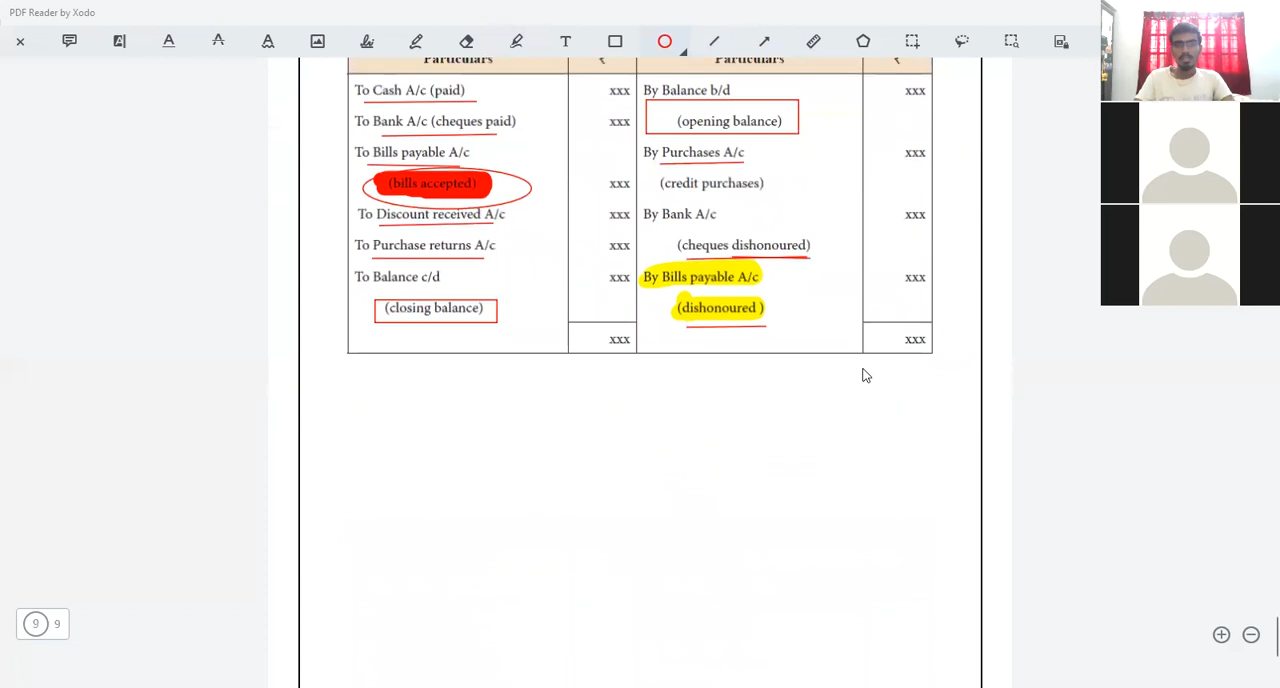 PDF Reader by Xodo
T
Particulars ₹ Particulars ₹
To Cash A/c (paid) xxx By Balance b/d xxx
To Bank A/c (cheques paid) xxx (opening balance)
To Bills payable A/c By Purchases A/c xxx
(bills accepted) xxx (credit purchases)
To Discount received A/c xxx By Bank A/c xxx
To Purchase returns A/c xxx (cheques dishonoured)
To Balance c/d xxx By Bills payable A/c xxx
(closing balance) (dishonoured )
xxx xxx
9 9